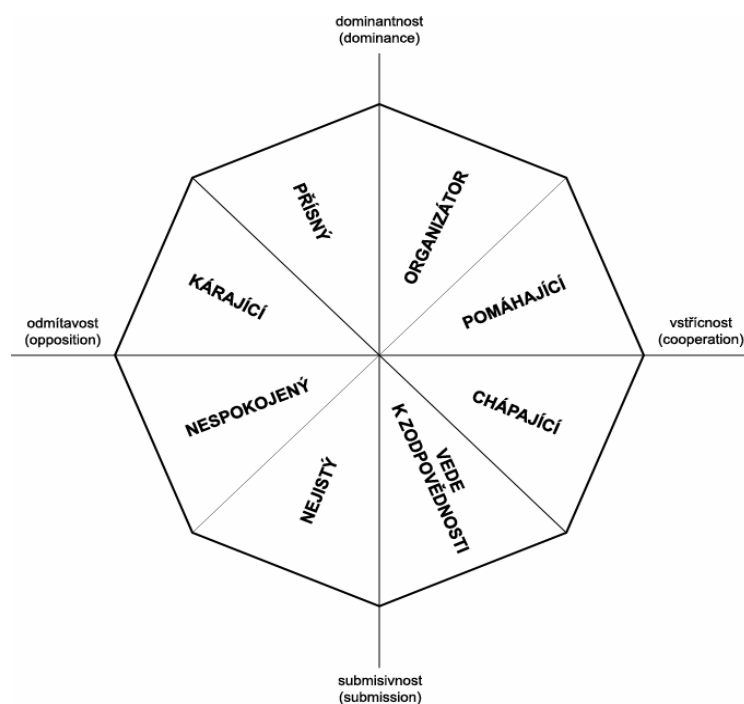 dominantnost
(dominance)
PŘÍSNÝ
ORGANIZÁTOR
KÁRAJÍCÍ
POMÁHAJÍCÍ
odmítavost
(opposition)
vstřícnost
(cooperation)
NESPOKOJENÝ
CHÁPAJÍCÍ
NEJISTÝ
VEDE
K ZODPOVĚDNOSTI
submisivnost
(submission)